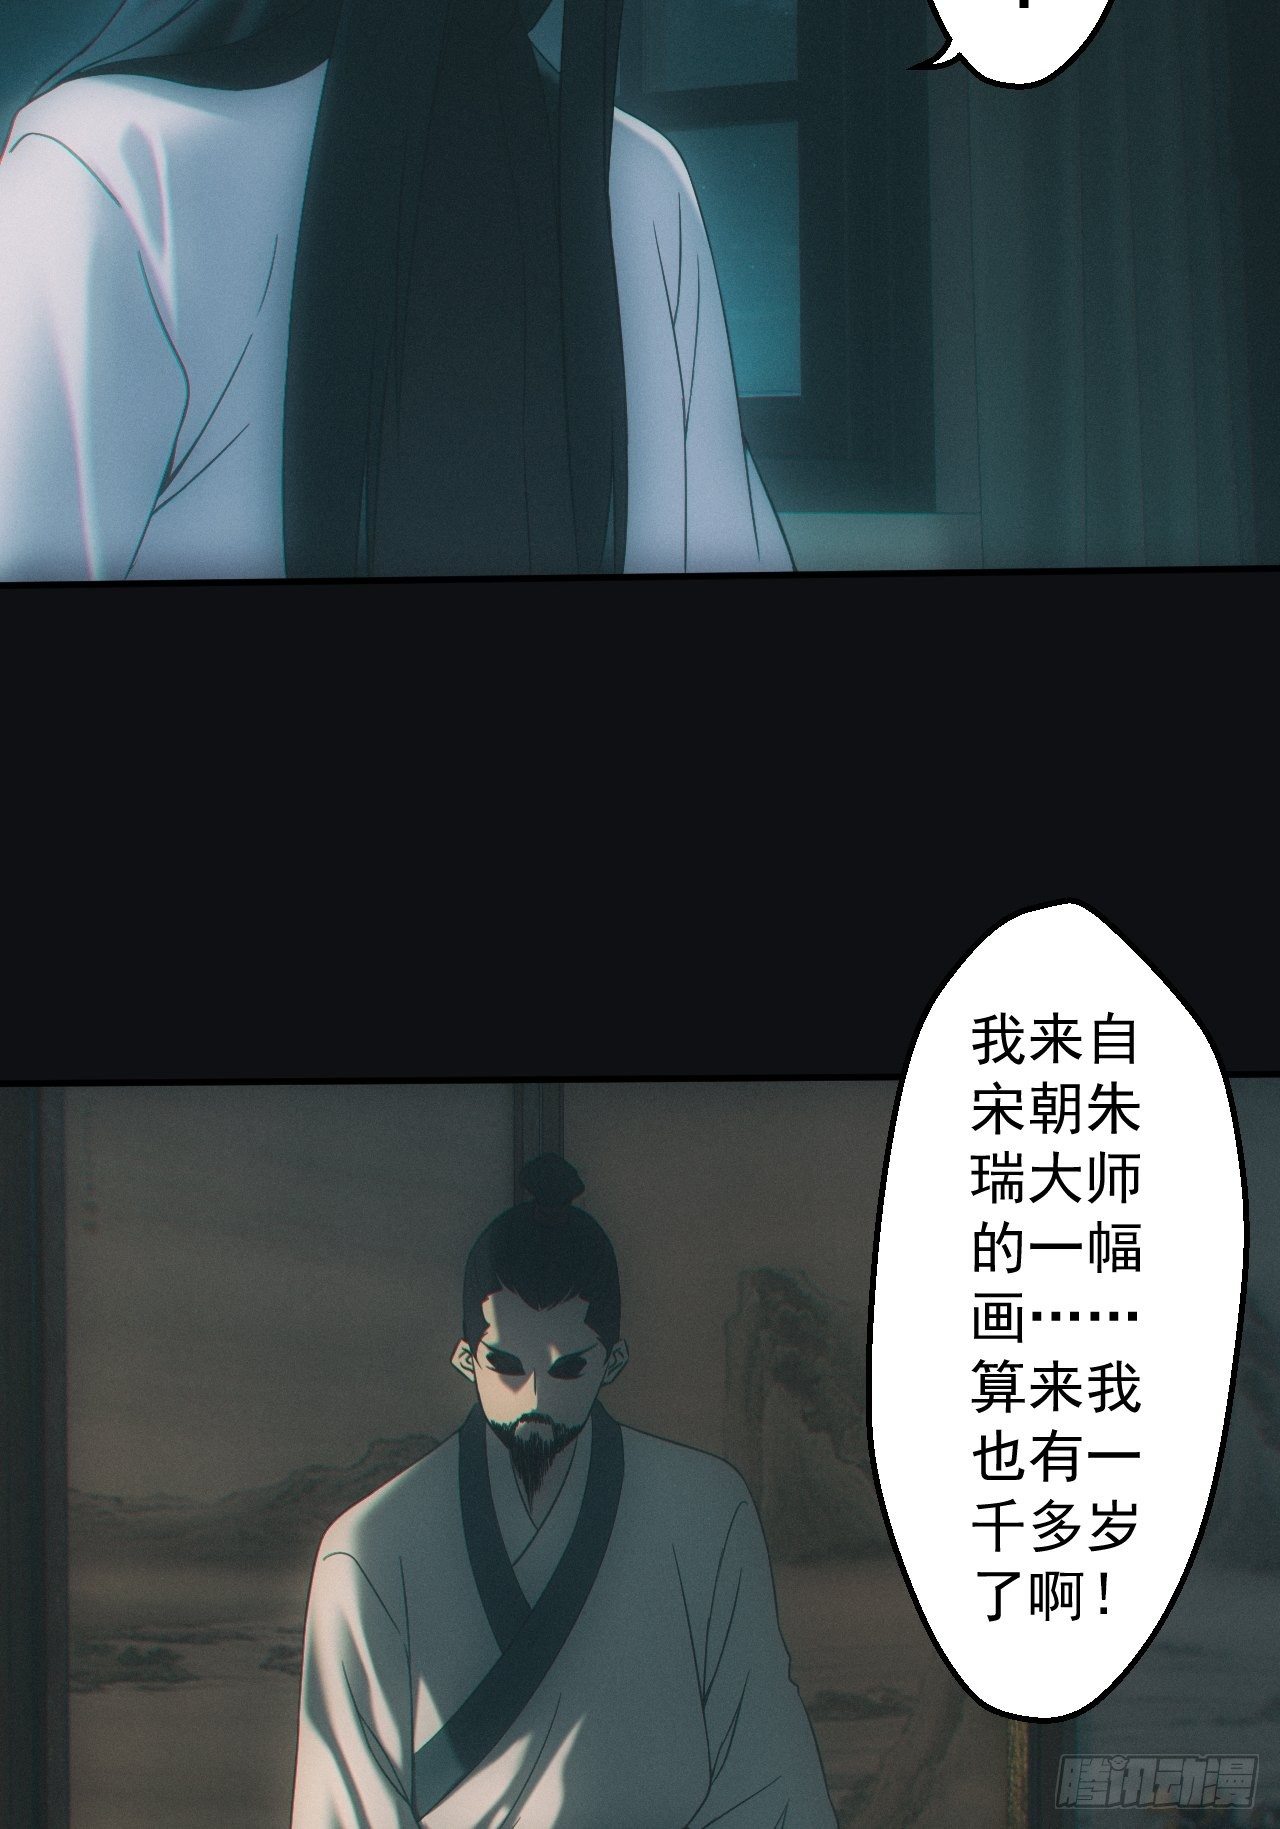 我来自
宋朝朱
瑞大师
的一幅
画……
算来我
也有一
千多岁
了啊！
腾讯动漫